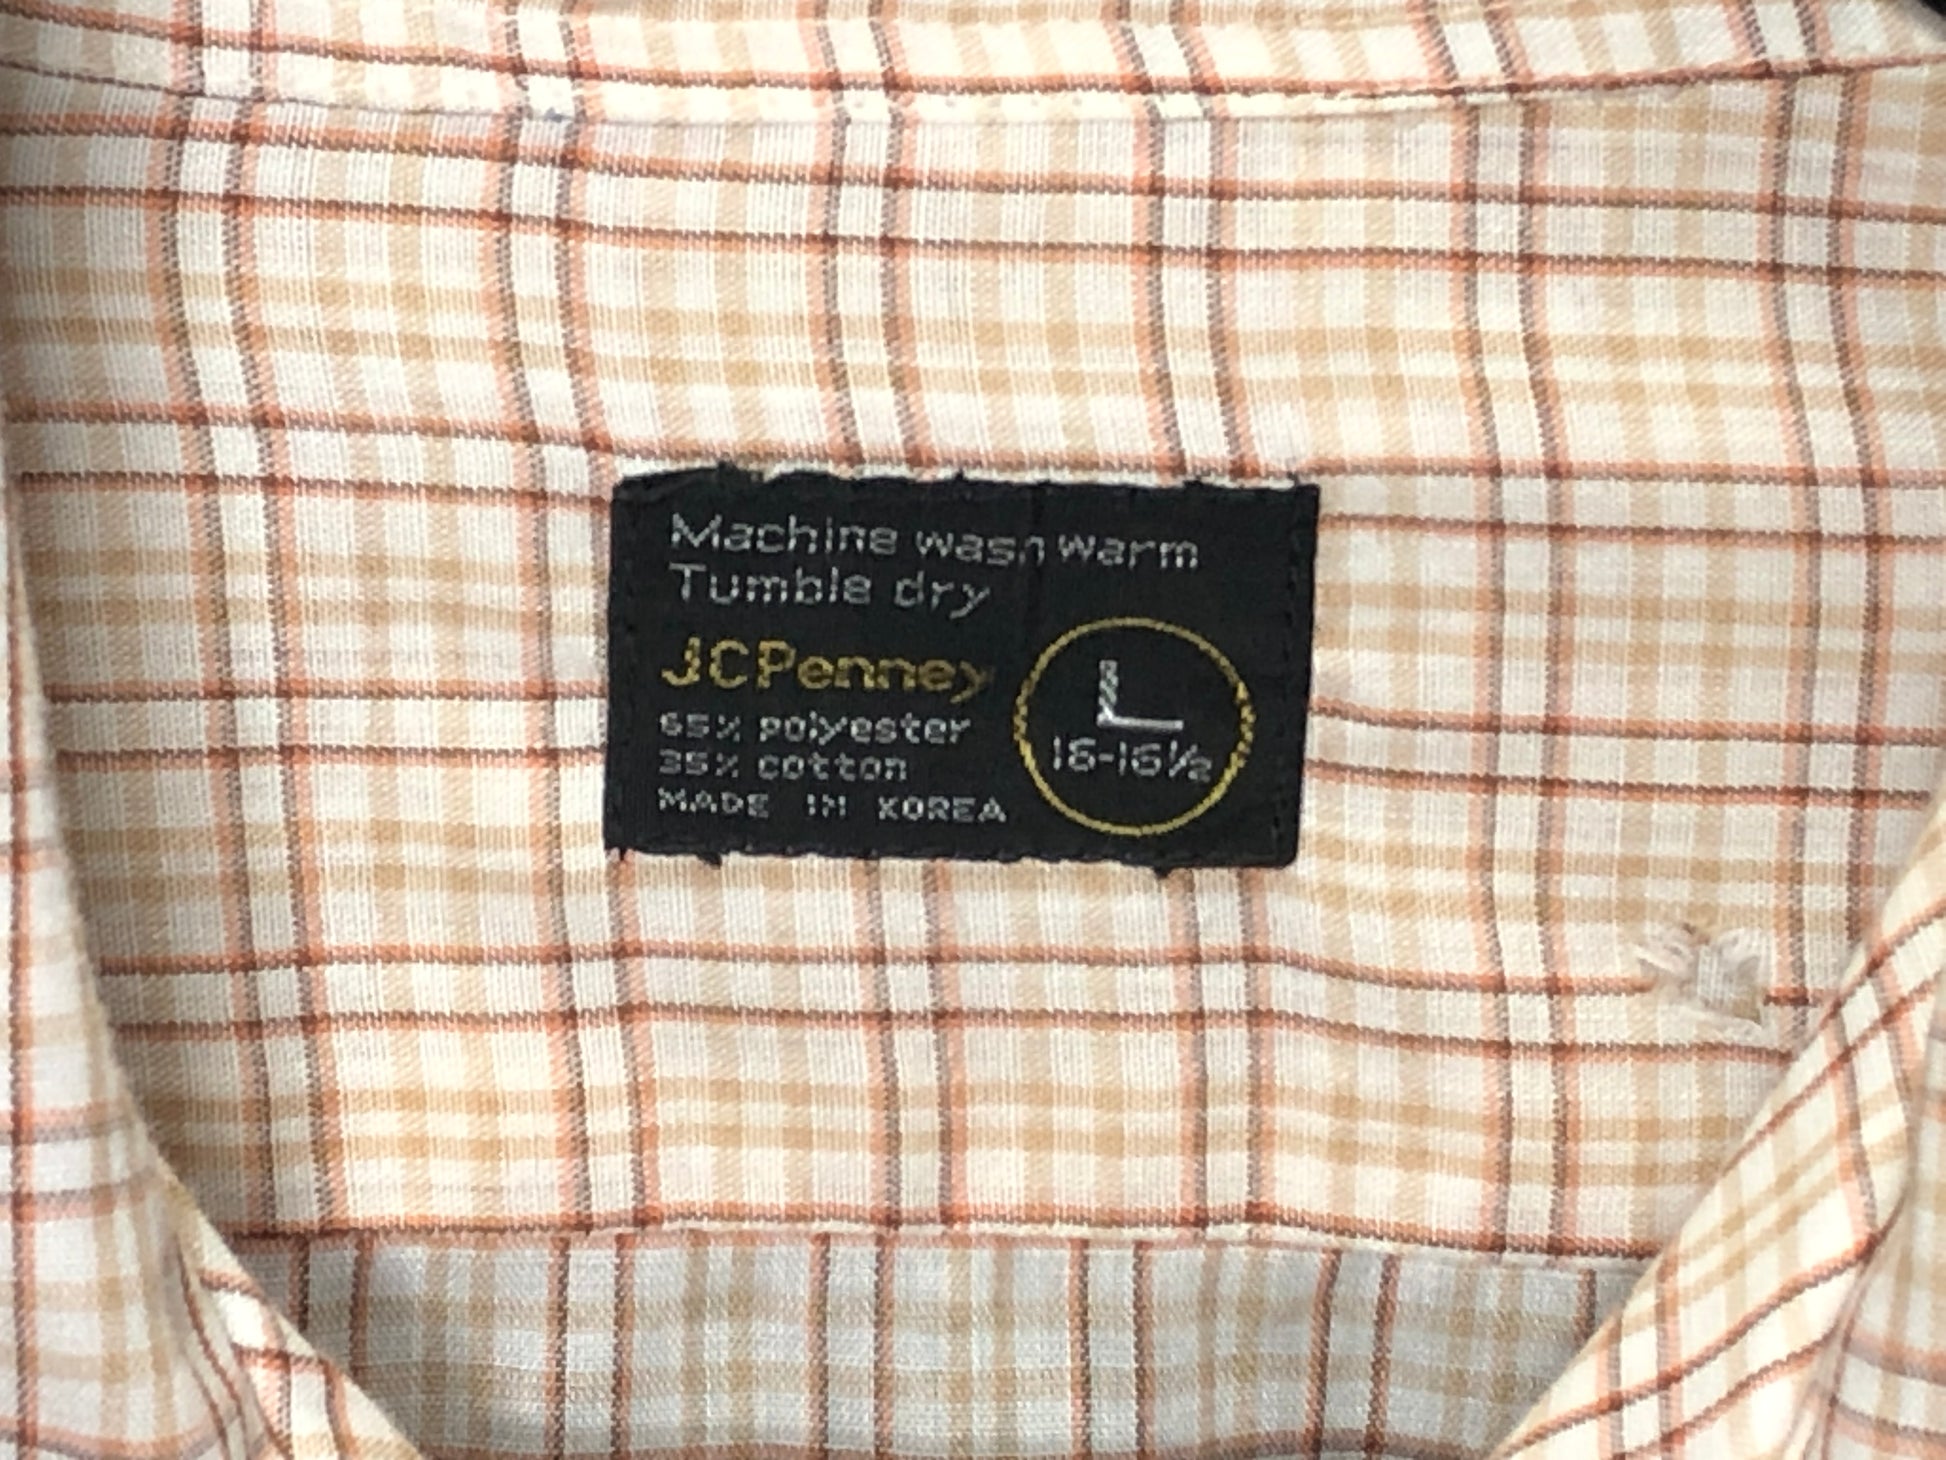 Machine wash warm
Tumble dry
JCPenney
65% polyester
35% cotton
MADE IN KOREA
L
16-16½